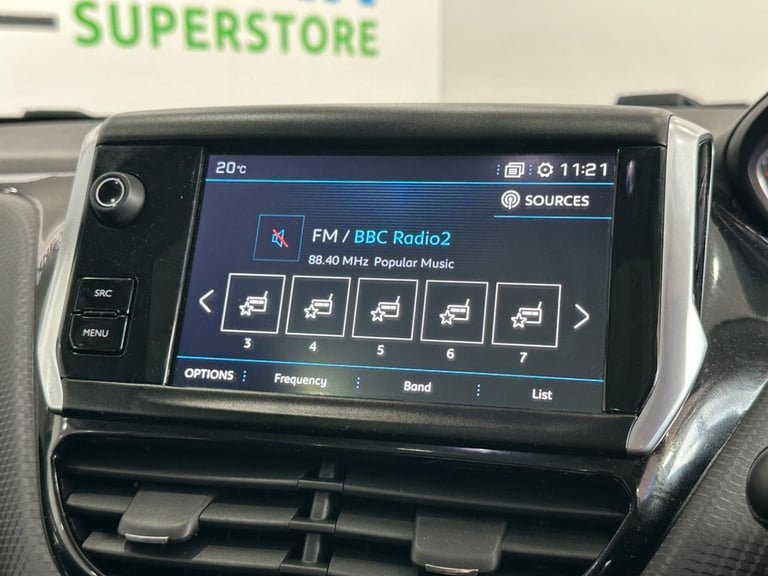 SUPERSTORE
20°C 11:21
SOURCES
FM / BBC Radio2
88.40 MHz Popular Music
SRC
MENU
3 4 5 6 7
OPTIONS Frequency Band List